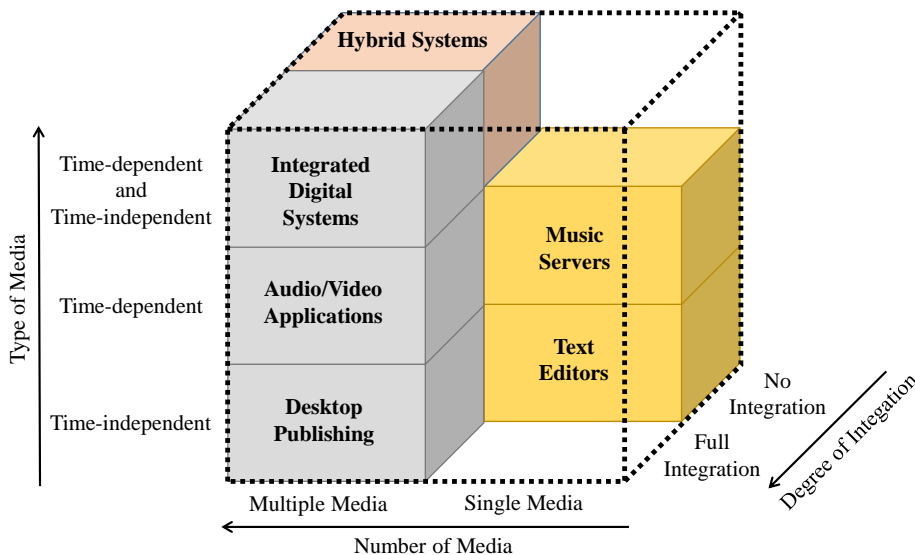 Hybrid Systems
Time-dependent
and
Time-independent
Integrated
Digital
Systems
Music
Servers
Type of Media
Time-dependent
Audio/Video
Applications
Text
Editors
Time-independent
Desktop
Publishing
No
Integration
Full
Integration
Degree of Integation
Multiple Media
Single Media
Number of Media